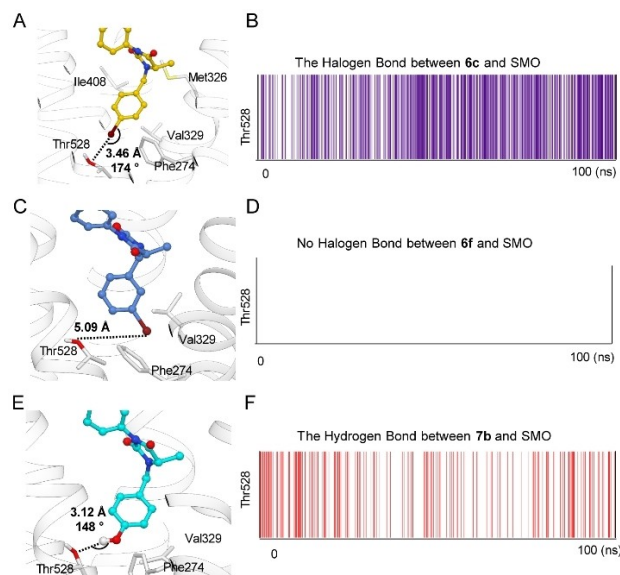 A
Ile408
Met326
Thr528
Val329
3.46 Å
174 °
Phe274
B
The Halogen Bond between 6c and SMO
Thr528
0
100 (ns)
C
5.09 Å
Thr528
Val329
Phe274
D
No Halogen Bond between 6f and SMO
Thr528
0
100 (ns)
E
3.12 Å
148 °
Val329
Thr528
Phe274
F
The Hydrogen Bond between 7b and SMO
Thr528
0
100 (ns)